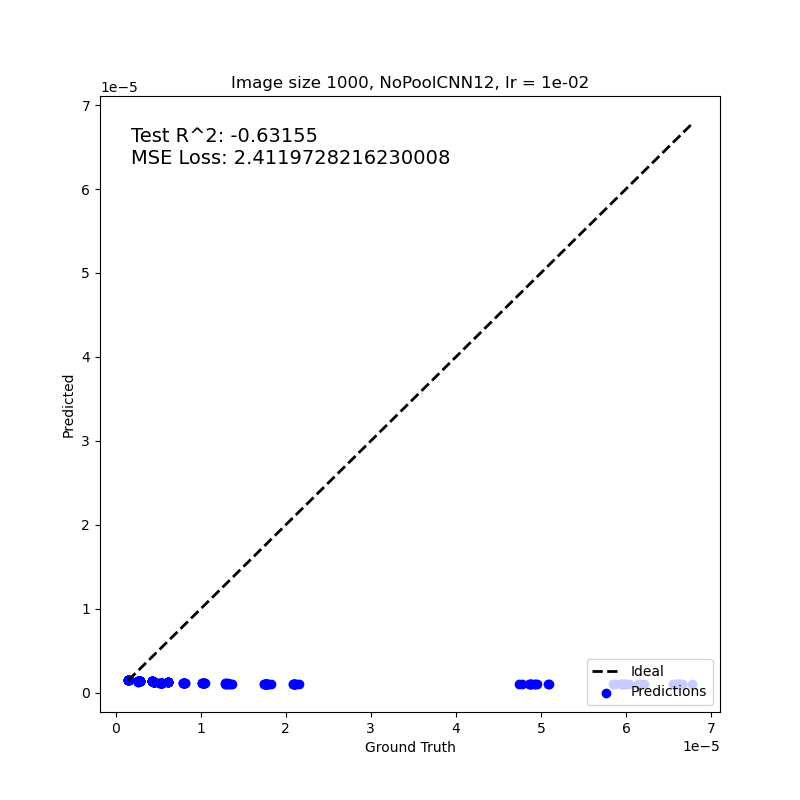 Image size 1000, NoPoolCNN12, lr = 1e-02
1e−5
Test R^2: -0.63155
MSE Loss: 2.4119728216230008
7
6
5
4
3
2
1
0
Predicted
Ideal
Predictions
0 1 2 3 4 5 6 7
1e−5
Ground Truth